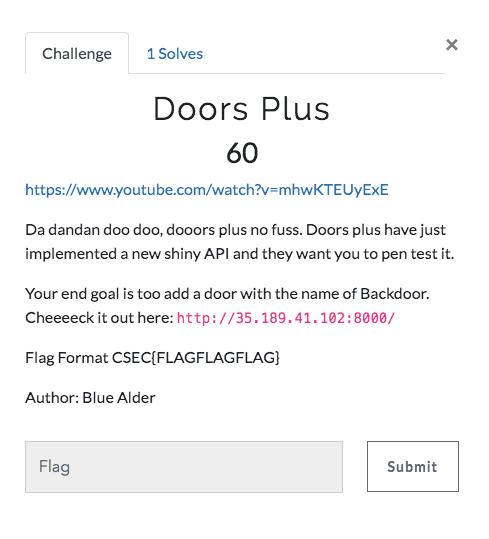 Challenge
1 Solves
×
Doors Plus
60
https://www.youtube.com/watch?v=mhwKTEUyExE
Da dandan doo doo, dooors plus no fuss. Doors plus have just
implemented a new shiny API and they want you to pen test it.
Your end goal is too add a door with the name of Backdoor.
Cheeeeck it out here: http://35.189.41.102:8000/
Flag Format CSEC{FLAGFLAGFLAG}
Author: Blue Alder
Flag
Submit